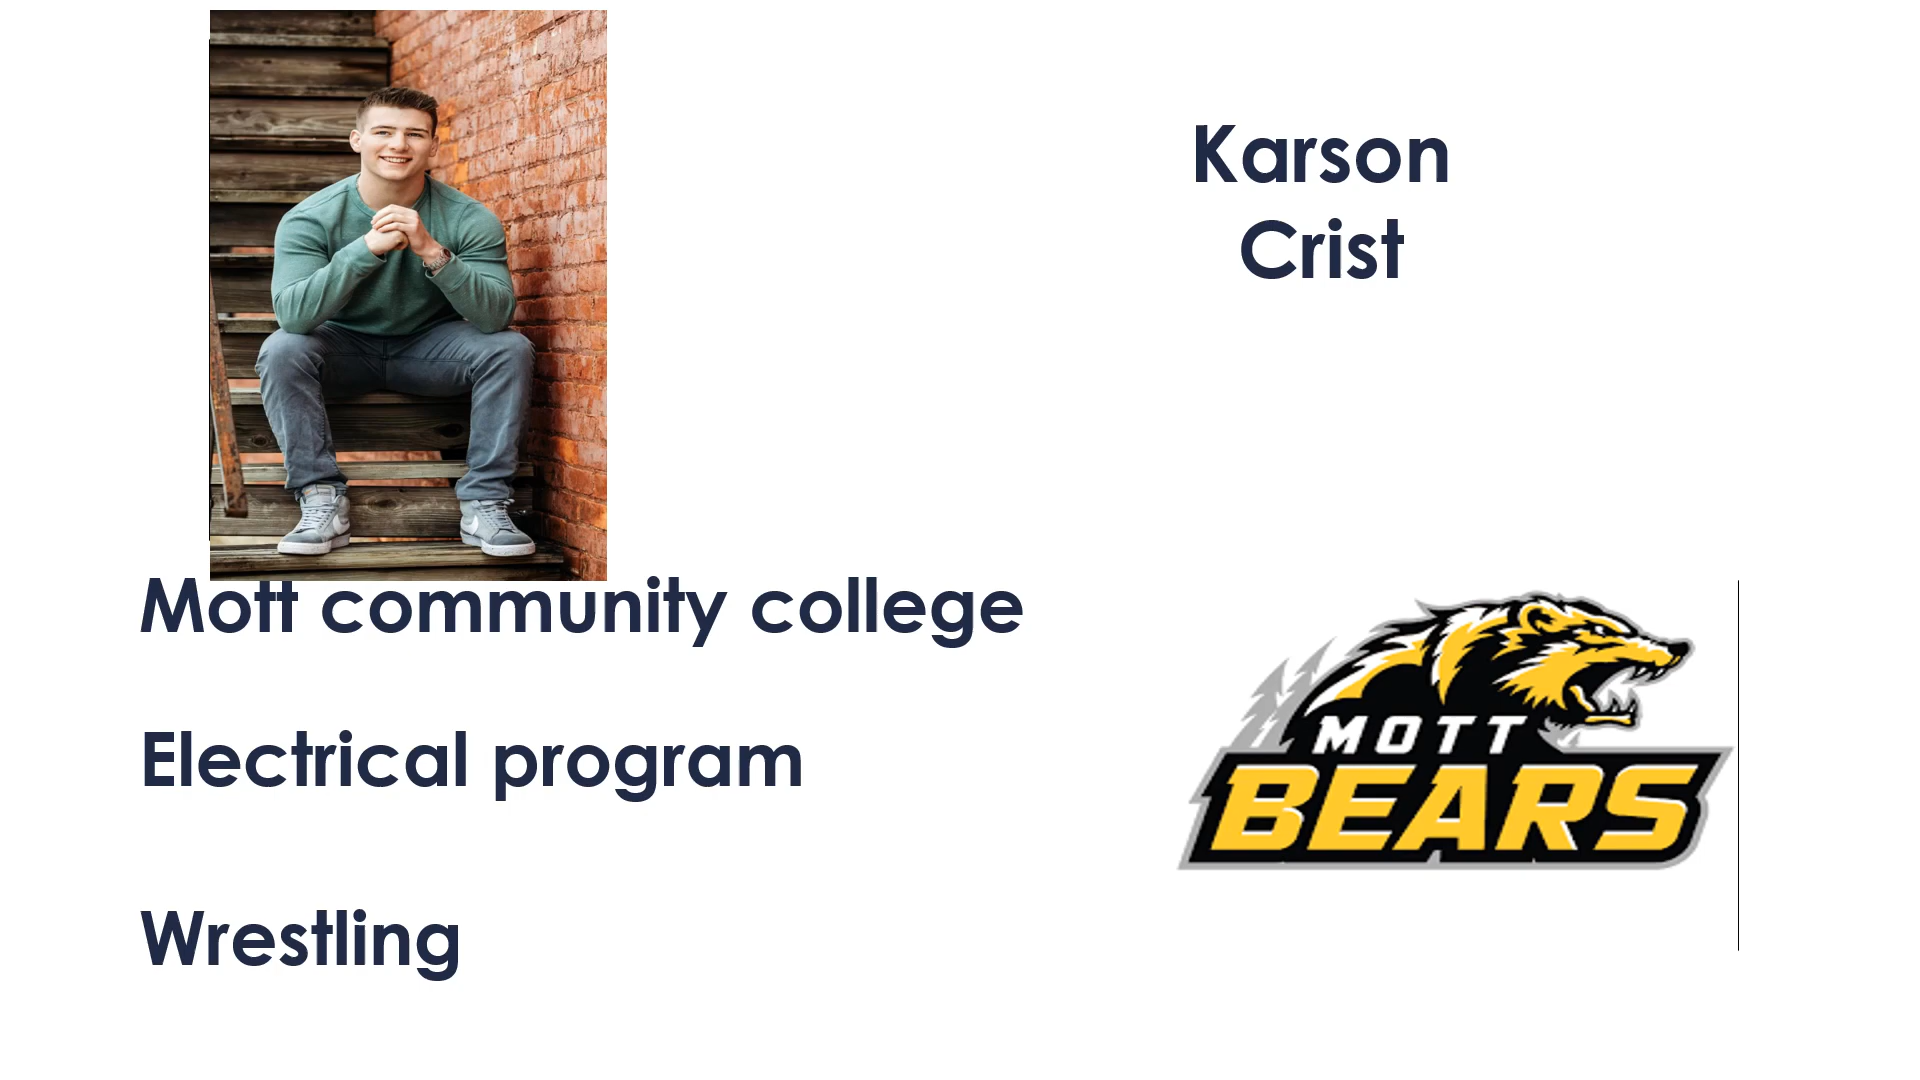 Karson
Crist
Mott community college
Electrical program
Wrestling
MOTT
BEARS